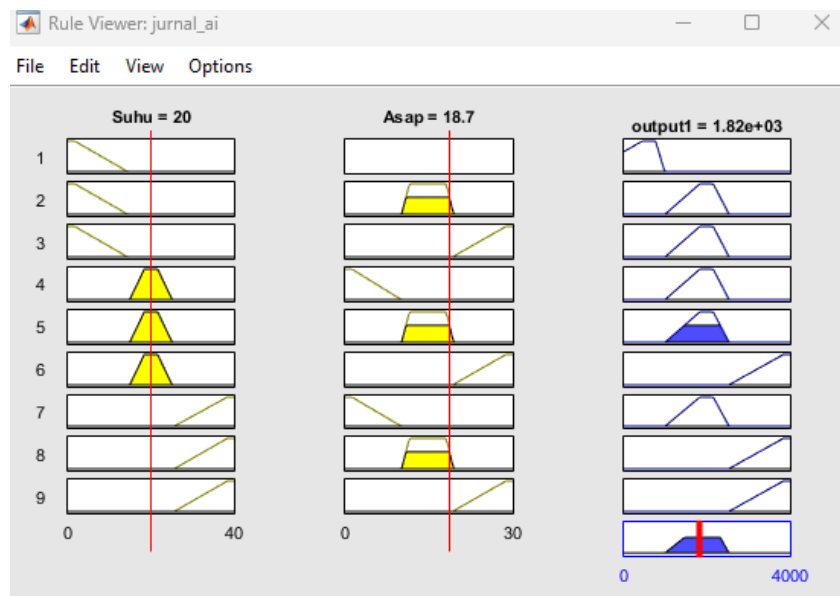 Rule Viewer: jurnal_ai
File Edit View Options
Suhu = 20 Asap = 18.7 output1 = 1.82e+03
1
2
3
4
5
6
7
8
9
0 40 0 30
0 4000